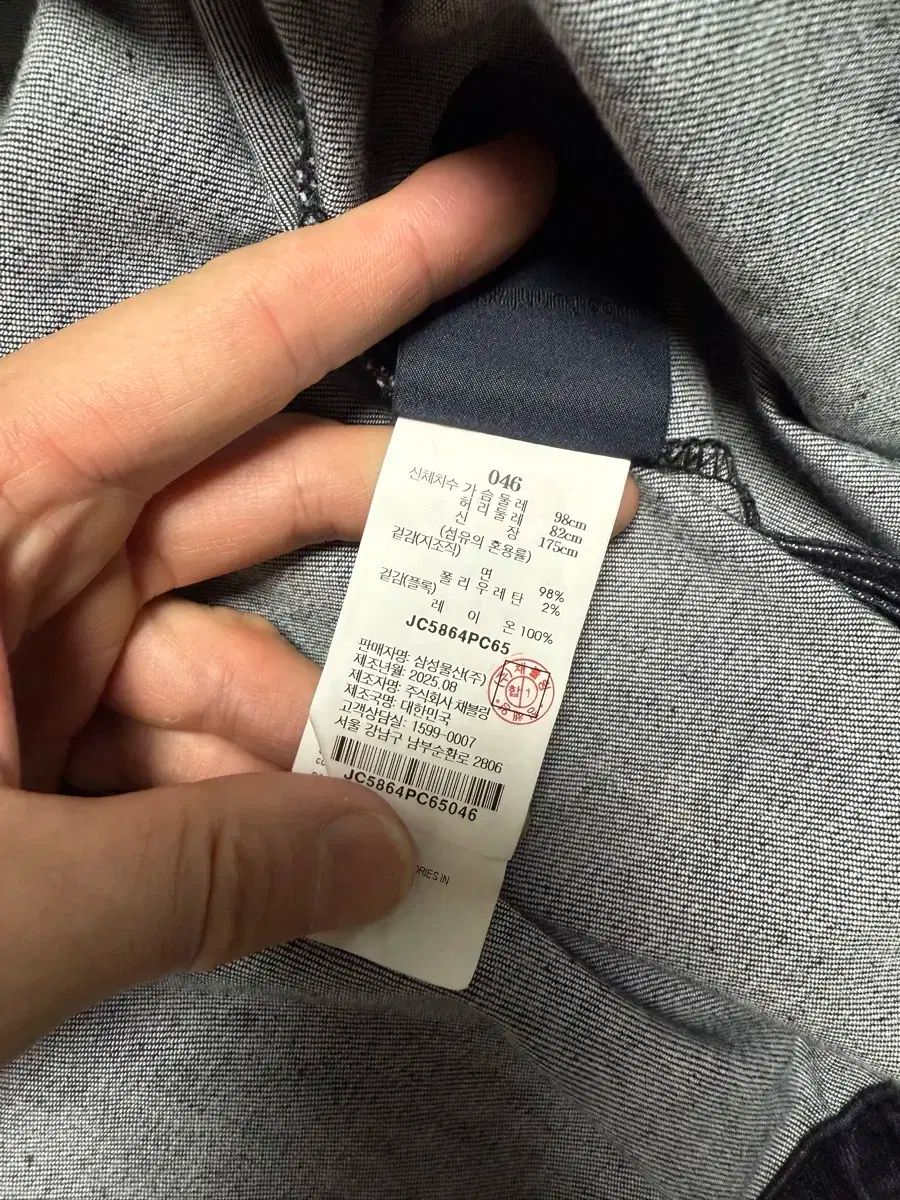 046
신체치수 가 슴 둘 레 98cm
허 리 둘 레 82cm
신 장 175cm
(섬유의 혼용률)
겉감(지조직)
면 98%
폴 리 우 레 탄 2%
겉감(플록)
레 이 온 100%
JC5864PC65
판매자명: 삼성물산(주)
제조년월: 2025.08
제조자명: 주식회사 채블링
제조국명: 대한민국
고객상담실: 1599-0007
서울 강남구 남부순환로 2806
합 1
JC5864PC65046
ORIES IN